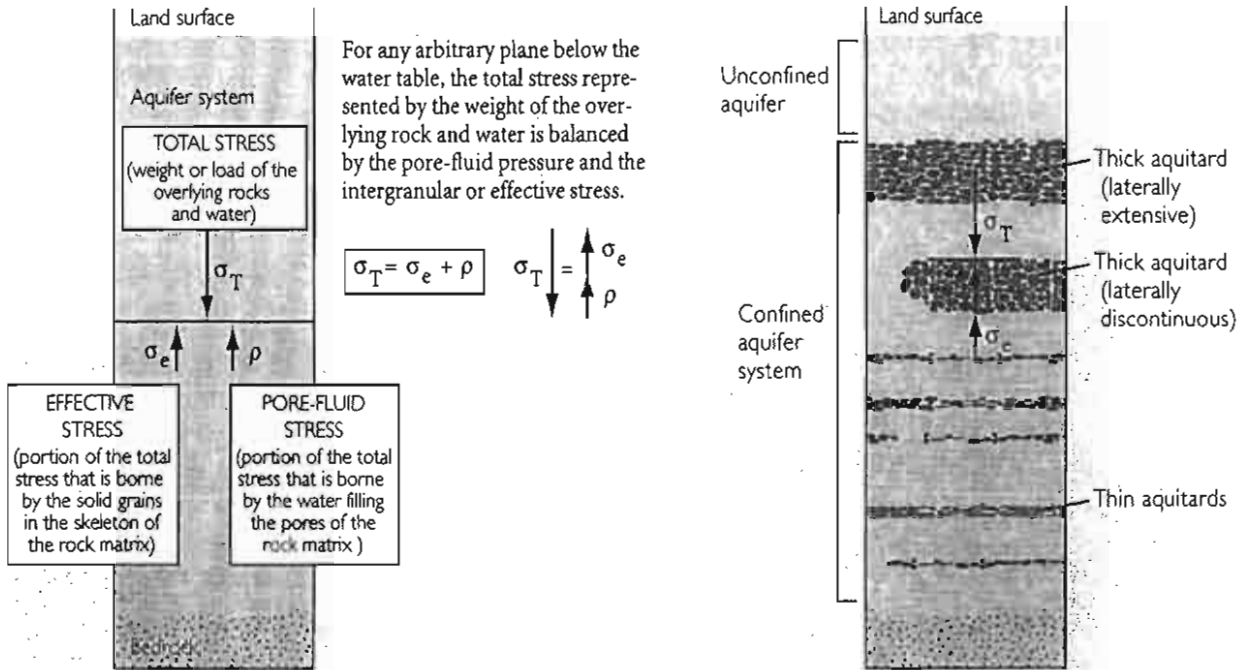 Land surface
Aquifer system
TOTAL STRESS
(weight or load of the
overlying rocks
and water)
σT
σe
ρ
EFFECTIVE
STRESS
(portion of the total
stress that is borne
by the solid grains
in the skeleton of
the rock matrix)
PORE-FLUID
STRESS
(portion of the total
stress that is borne
by the water filling
the pores of the
rock matrix )
Bedrock
For any arbitrary plane below the
water table, the total stress repre-
sented by the weight of the over-
lying rock and water is balanced
by the pore-fluid pressure and the
intergranular or effective stress.
σT = σe + ρ
σT = σe
ρ
Land surface
Unconfined
aquifer
Confined
aquifer
system
Thick aquitard
(laterally
extensive)
σT
Thick aquitard
(laterally
discontinuous)
σe
Thin aquitards